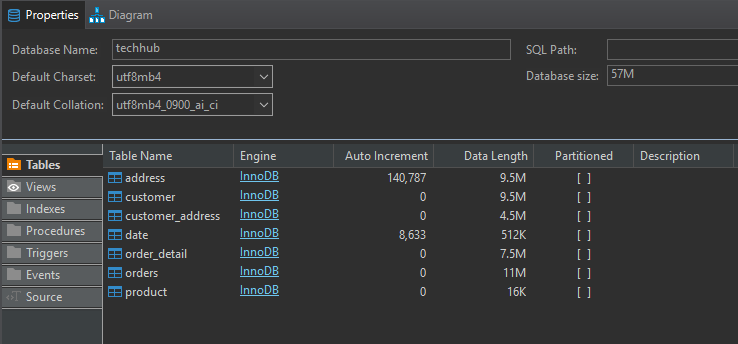 Properties Diagram
Database Name: techhub SQL Path:
Default Charset: utf8mb4 Database size: 57M
Default Collation: utf8mb4_0900_ai_ci
Tables
Views
Indexes
Procedures
Triggers
Events
Source
Table Name Engine Auto Increment Data Length Partitioned Description
address InnoDB 140,787 9.5M [ ]
customer InnoDB 0 9.5M [ ]
customer_address InnoDB 0 4.5M [ ]
date InnoDB 8,633 512K [ ]
order_detail InnoDB 0 7.5M [ ]
orders InnoDB 0 11M [ ]
product InnoDB 0 16K [ ]